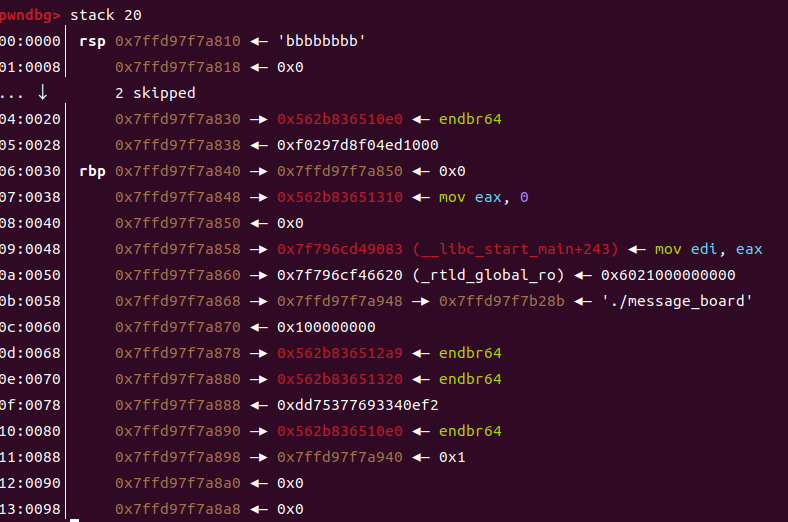 pwndbg> stack 20
00:0000│ rsp 0x7ffd97f7a810 ◂— 'bbbbbbbb'
01:0008│     0x7ffd97f7a818 ◂— 0x0
... ↓        2 skipped
04:0020│     0x7ffd97f7a830 —▸ 0x562b836510e0 ◂— endbr64
05:0028│     0x7ffd97f7a838 ◂— 0xf0297d8f04ed1000
06:0030│ rbp 0x7ffd97f7a840 —▸ 0x7ffd97f7a850 ◂— 0x0
07:0038│     0x7ffd97f7a848 —▸ 0x562b83651310 ◂— mov eax, 0
08:0040│     0x7ffd97f7a850 ◂— 0x0
09:0048│     0x7ffd97f7a858 —▸ 0x7f796cd49083 (__libc_start_main+243) ◂— mov edi, eax
0a:0050│     0x7ffd97f7a860 —▸ 0x7f796cf46620 (_rtld_global_ro) ◂— 0x6021000000000
0b:0058│     0x7ffd97f7a868 —▸ 0x7ffd97f7a948 —▸ 0x7ffd97f7b28b ◂— './message_board'
0c:0060│     0x7ffd97f7a870 ◂— 0x100000000
0d:0068│     0x7ffd97f7a878 —▸ 0x562b836512a9 ◂— endbr64
0e:0070│     0x7ffd97f7a880 —▸ 0x562b83651320 ◂— endbr64
0f:0078│     0x7ffd97f7a888 ◂— 0xdd75377693340ef2
10:0080│     0x7ffd97f7a890 —▸ 0x562b836510e0 ◂— endbr64
11:0088│     0x7ffd97f7a898 —▸ 0x7ffd97f7a940 ◂— 0x1
12:0090│     0x7ffd97f7a8a0 ◂— 0x0
13:0098│     0x7ffd97f7a8a8 ◂— 0x0